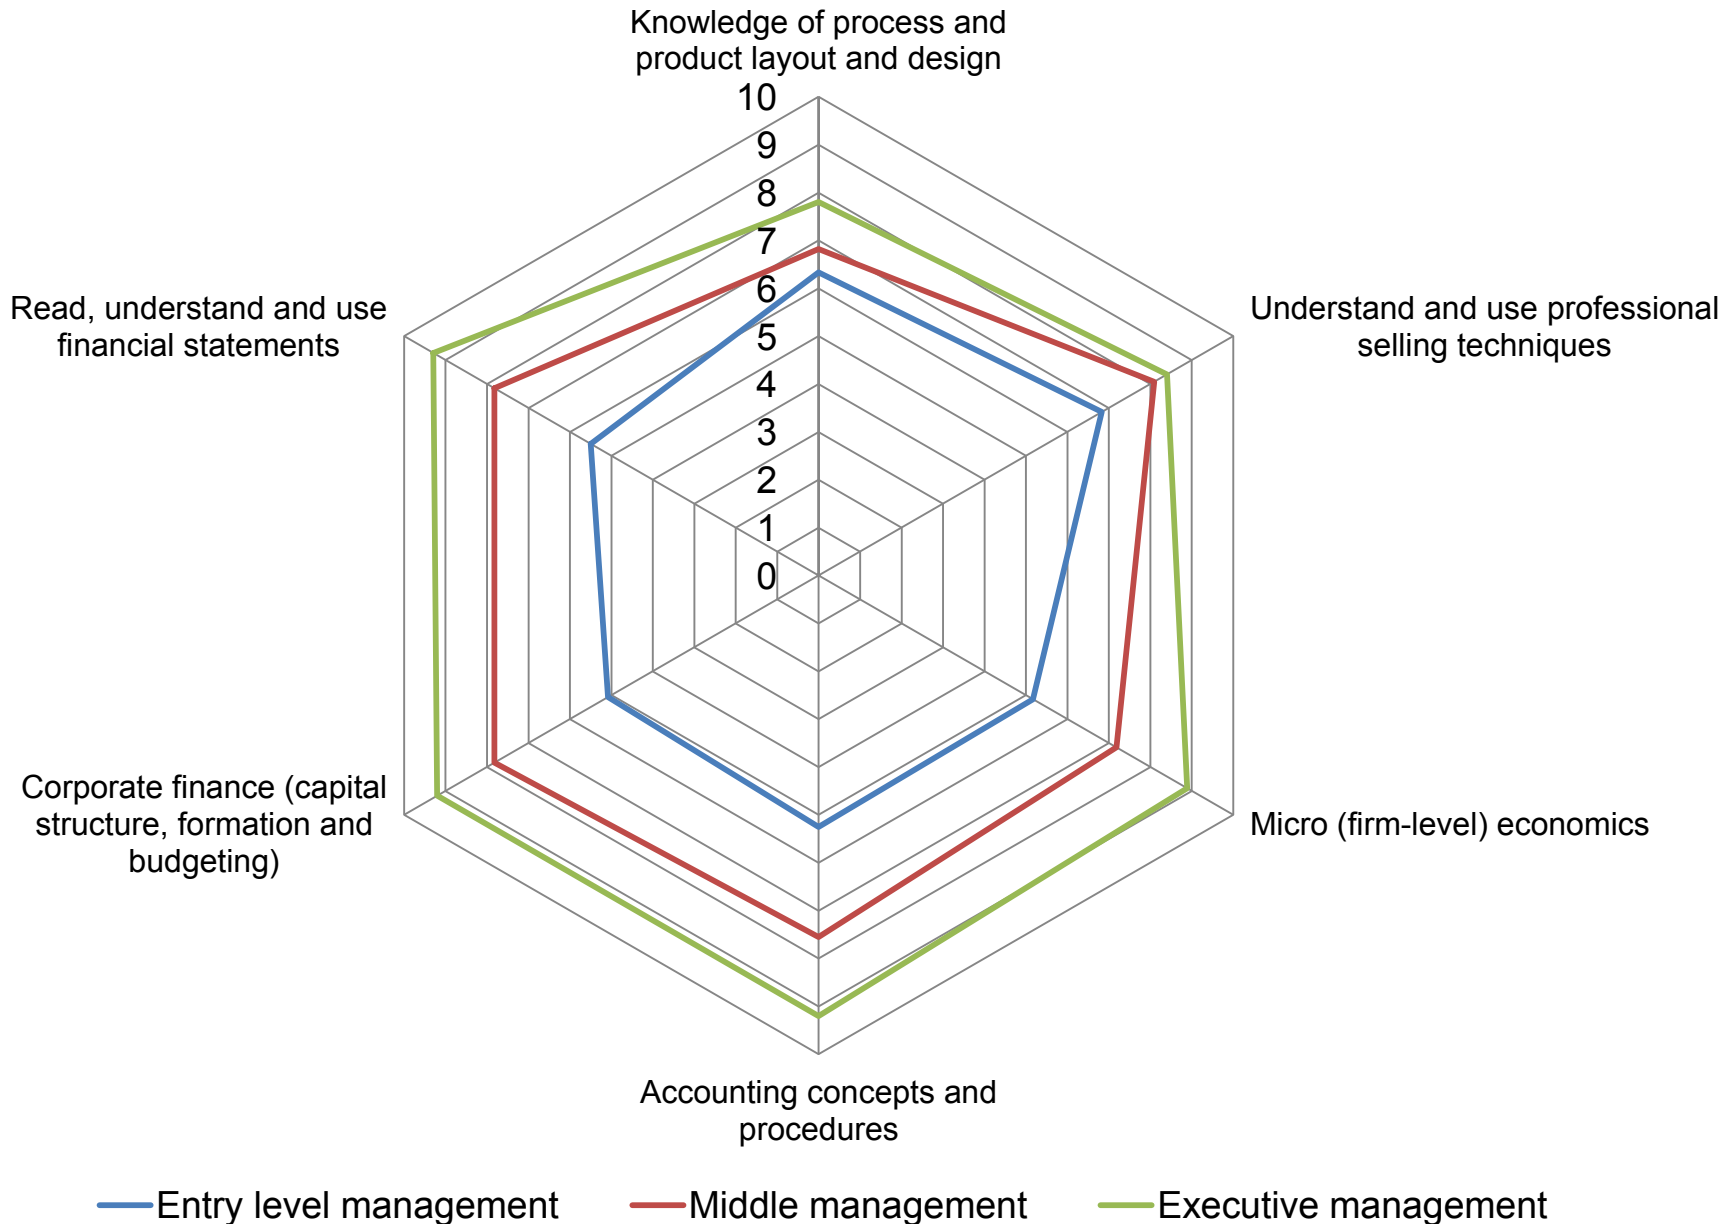 Knowledge of process and
product layout and design
10
9
8
7
6
5
4
3
2
1
0
Understand and use professional
selling techniques
Micro (firm-level) economics
Accounting concepts and
procedures
Corporate finance (capital
structure, formation and
budgeting)
Read, understand and use
financial statements
Entry level management
Middle management
Executive management